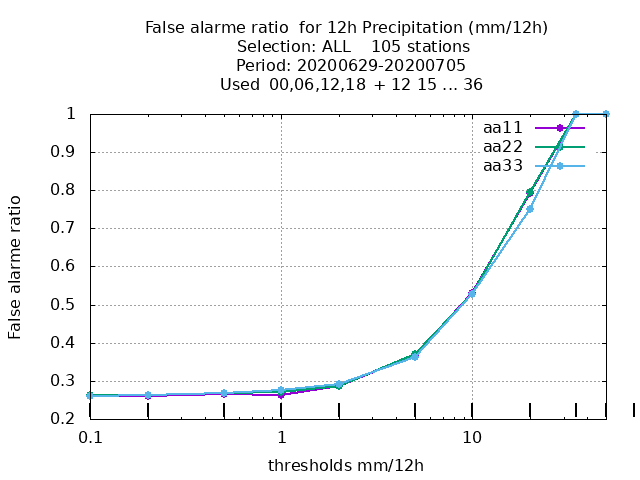 False alarme ratio  for 12h Precipitation (mm/12h)
Selection: ALL    105 stations
Period: 20200629-20200705
Used  00,06,12,18  + 12 15 ... 36
1
0.9
0.8
0.7
0.6
0.5
0.4
0.3
0.2
0.1
1
10
aa11
aa22
aa33
False alarme ratio
thresholds mm/12h